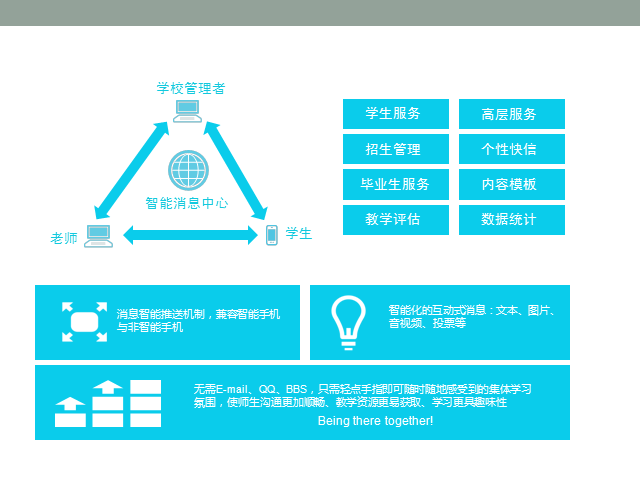 学校管理者
智能消息中心
老师
学生
学生服务
高层服务
招生管理
个性快信
毕业生服务
内容模板
教学评估
数据统计
消息智能推送机制，兼容智能手机
与非智能手机
智能化的互动式消息：文本、图片、
音视频、投票等
无需E-mail、QQ、BBS，只需轻点手指即可随时随地感受到的集体学习
氛围，使师生沟通更加顺畅、教学资源更易获取、学习更具趣味性
Being there together!